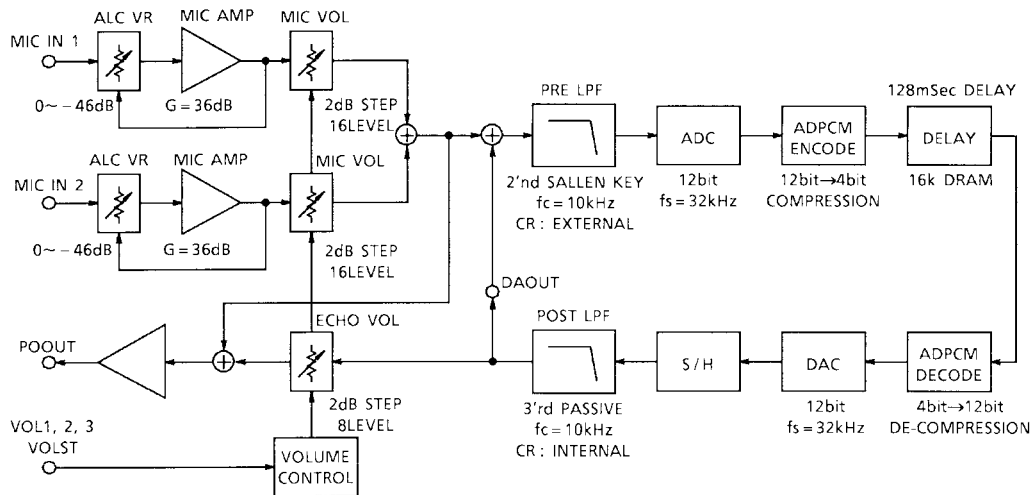 ALC VR
MIC AMP
MIC VOL
MIC IN 1
0~ −46dB
G=36dB
2dB STEP
16LEVEL
ALC VR
MIC AMP
MIC VOL
MIC IN 2
0~ −46dB
G=36dB
2dB STEP
16LEVEL
PRE LPF
2'nd SALLEN KEY
fc=10kHz
CR : EXTERNAL
ADC
12bit
fs=32kHz
ADPCM
ENCODE
12bit→4bit
COMPRESSION
128mSec DELAY
DELAY
16k DRAM
DAOUT
ECHO VOL
2dB STEP
8LEVEL
POOUT
VOL1, 2, 3
VOLST
VOLUME
CONTROL
POST LPF
3'rd PASSIVE
fc=10kHz
CR : INTERNAL
S/H
DAC
12bit
fs=32kHz
ADPCM
DECODE
4bit→12bit
DE-COMPRESSION